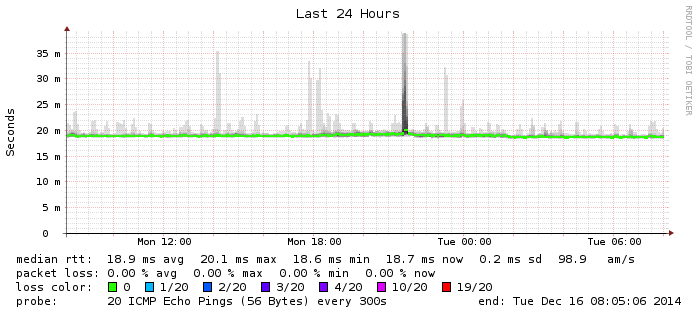 Last 24 Hours
RRDTOOL / TOBI OETIKER
Seconds
35 m
30 m
25 m
20 m
15 m
10 m
5 m
0
Mon 12:00 Mon 18:00 Tue 00:00 Tue 06:00
median rtt: 18.9 ms avg 20.1 ms max 18.6 ms min 18.7 ms now 0.2 ms sd 98.9 am/s
packet loss: 0.00 % avg 0.00 % max 0.00 % min 0.00 % now
loss color: 0 1/20 2/20 3/20 4/20 10/20 19/20
probe: 20 ICMP Echo Pings (56 Bytes) every 300s end: Tue Dec 16 08:05:06 2014